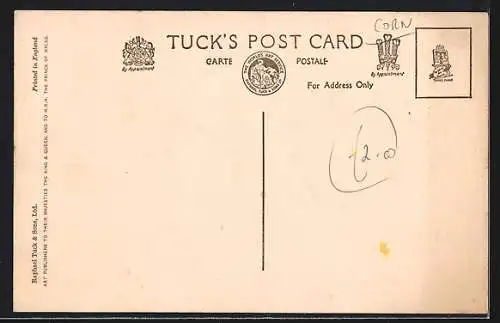 CORN
TUCK'S POST CARD
CARTE POSTALE
For Address Only
By Appointment
By Appointment
£2.00
Raphael Tuck & Sons, Ltd. Printed in England
ART PUBLISHERS TO THEIR MAJESTIES THE KING & QUEEN, AND TO H.R.H. THE PRINCE OF WALES.